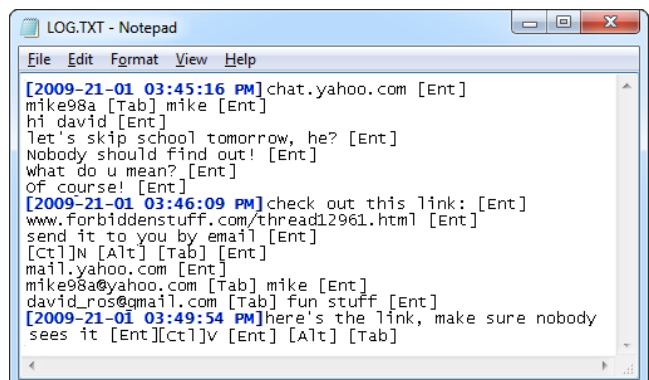 LOG.TXT - Notepad
File Edit Format View Help
[2009-21-01 03:45:16 PM]chat.yahoo.com [Ent]
mike98a [Tab] mike [Ent]
hi david [Ent]
let's skip school tomorrow, he? [Ent]
Nobody should find out! [Ent]
what do u mean? [Ent]
Of course! [Ent]
[2009-21-01 03:46:09 PM]check out this link: [Ent]
www.forbiddenstuff.com/thread12961.html [Ent]
send it to you by email [Ent]
[Ctl]N [Alt] [Tab] [Ent]
mail.yahoo.com [Ent]
mike98a@yahoo.com [Tab] mike [Ent]
david_ros@gmail.com [Tab] fun stuff [Ent]
[2009-21-01 03:49:54 PM]here's the link, make sure nobody
sees it [Ent][Ctl]V [Ent] [Alt] [Tab]